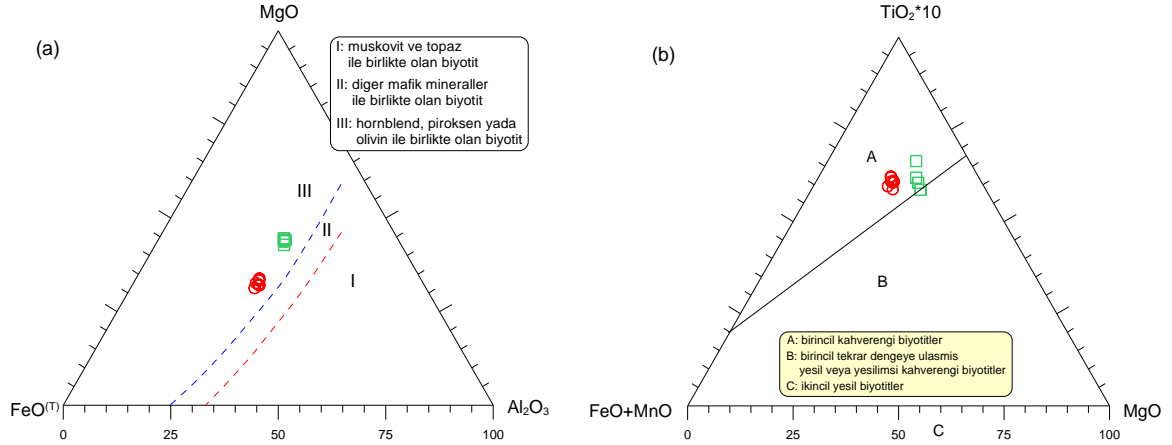 (a)
MgO
I: muskovit ve topaz
ile birlikte olan biyotit
II: diger mafik mineraller
ile birlikte olan biyotit
III: hornblend, piroksen yada
olivin ile birlikte olan biyotit
III
II
I
FeO(T)
Al2O3
0 25 50 75 100
(b)
TiO2*10
A
B
A: birincil kahverengi biyotitler
B: birincil tekrar dengeye ulasmis
yesil veya yesilimsi kahverengi biyotitler
C: ikincil yesil biyotitler
FeO+MnO
MgO
0 25 50 75 100
C